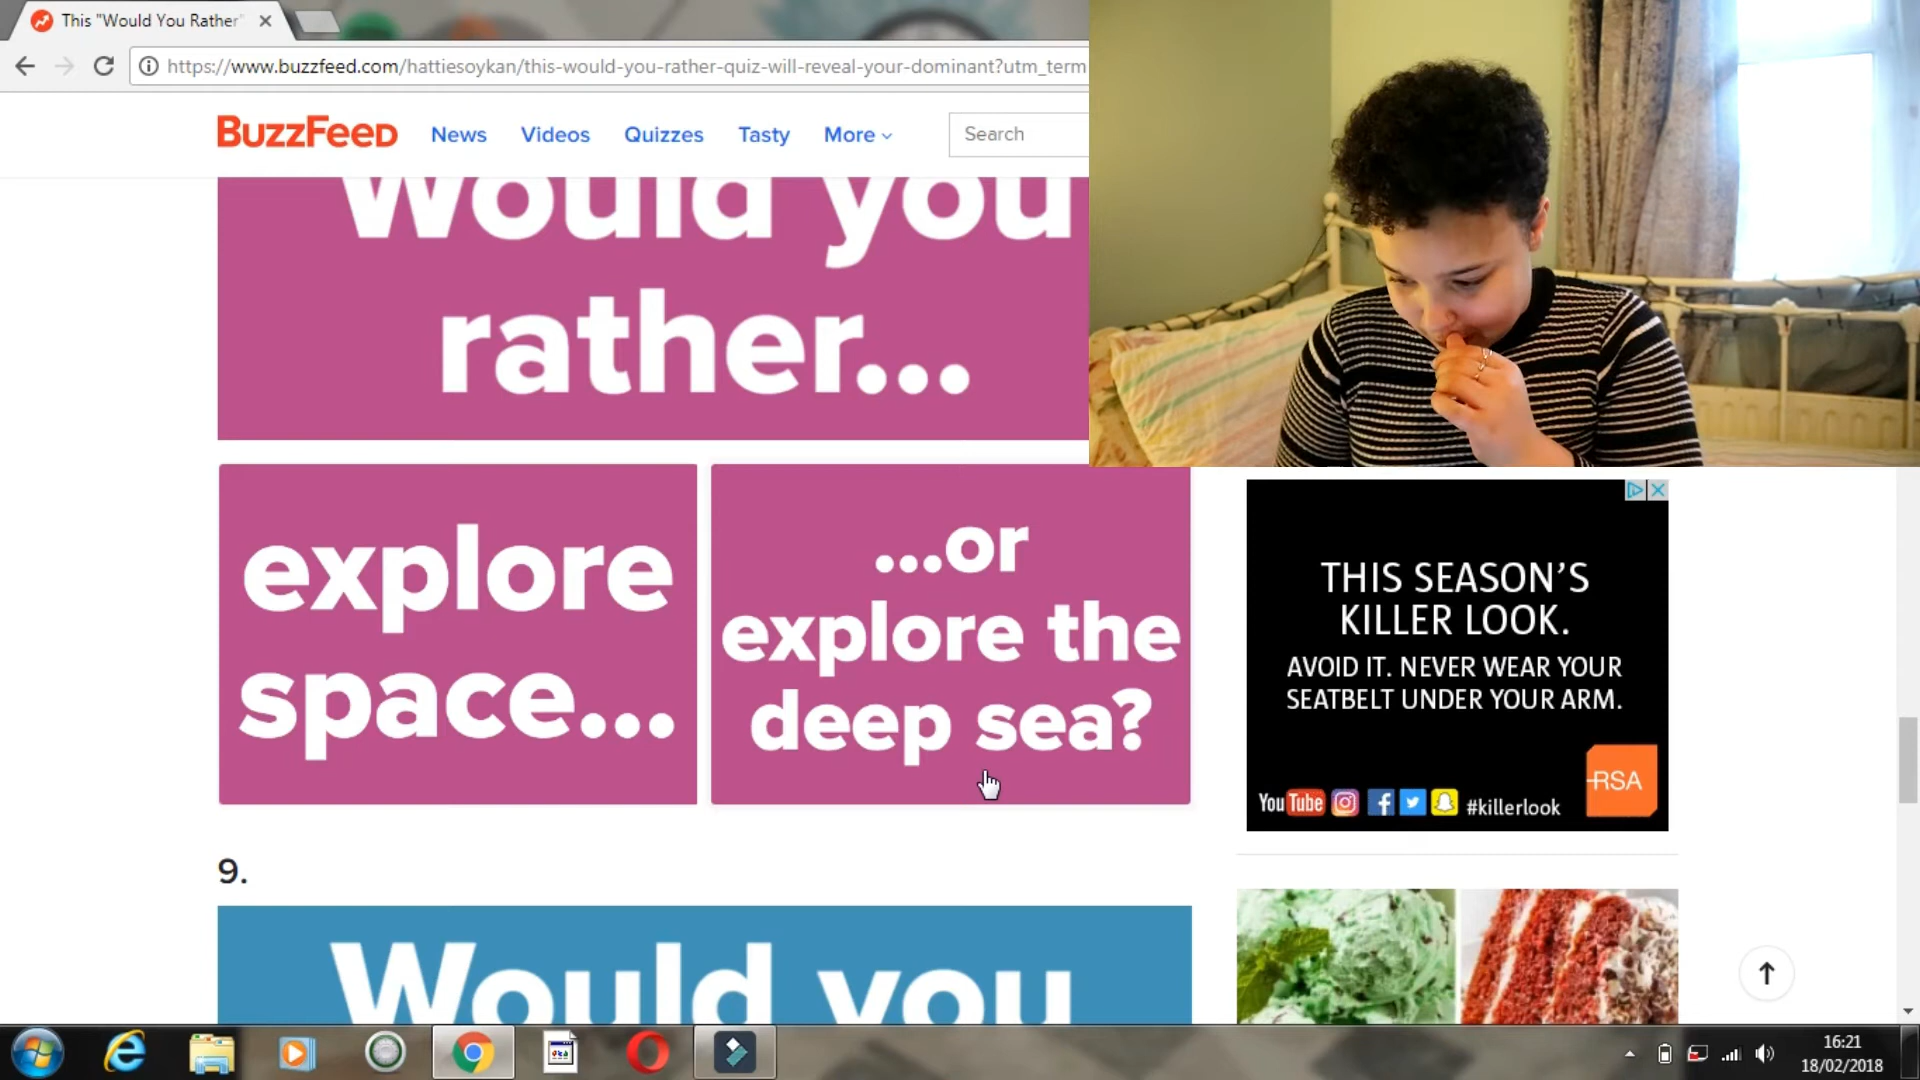 This "Would You Rather"
https://www.buzzfeed.com/hattiesoykan/this-would-you-rather-quiz-will-reveal-your-dominant?utm_term
BuzzFeed News Videos Quizzes Tasty More Search
Would you
rather...
explore
space...
...or
explore the
deep sea?
THIS SEASON'S
KILLER LOOK.
AVOID IT. NEVER WEAR YOUR
SEATBELT UNDER YOUR ARM.
RSA
YouTube #killerlook
9.
Would you
16:21
18/02/2018